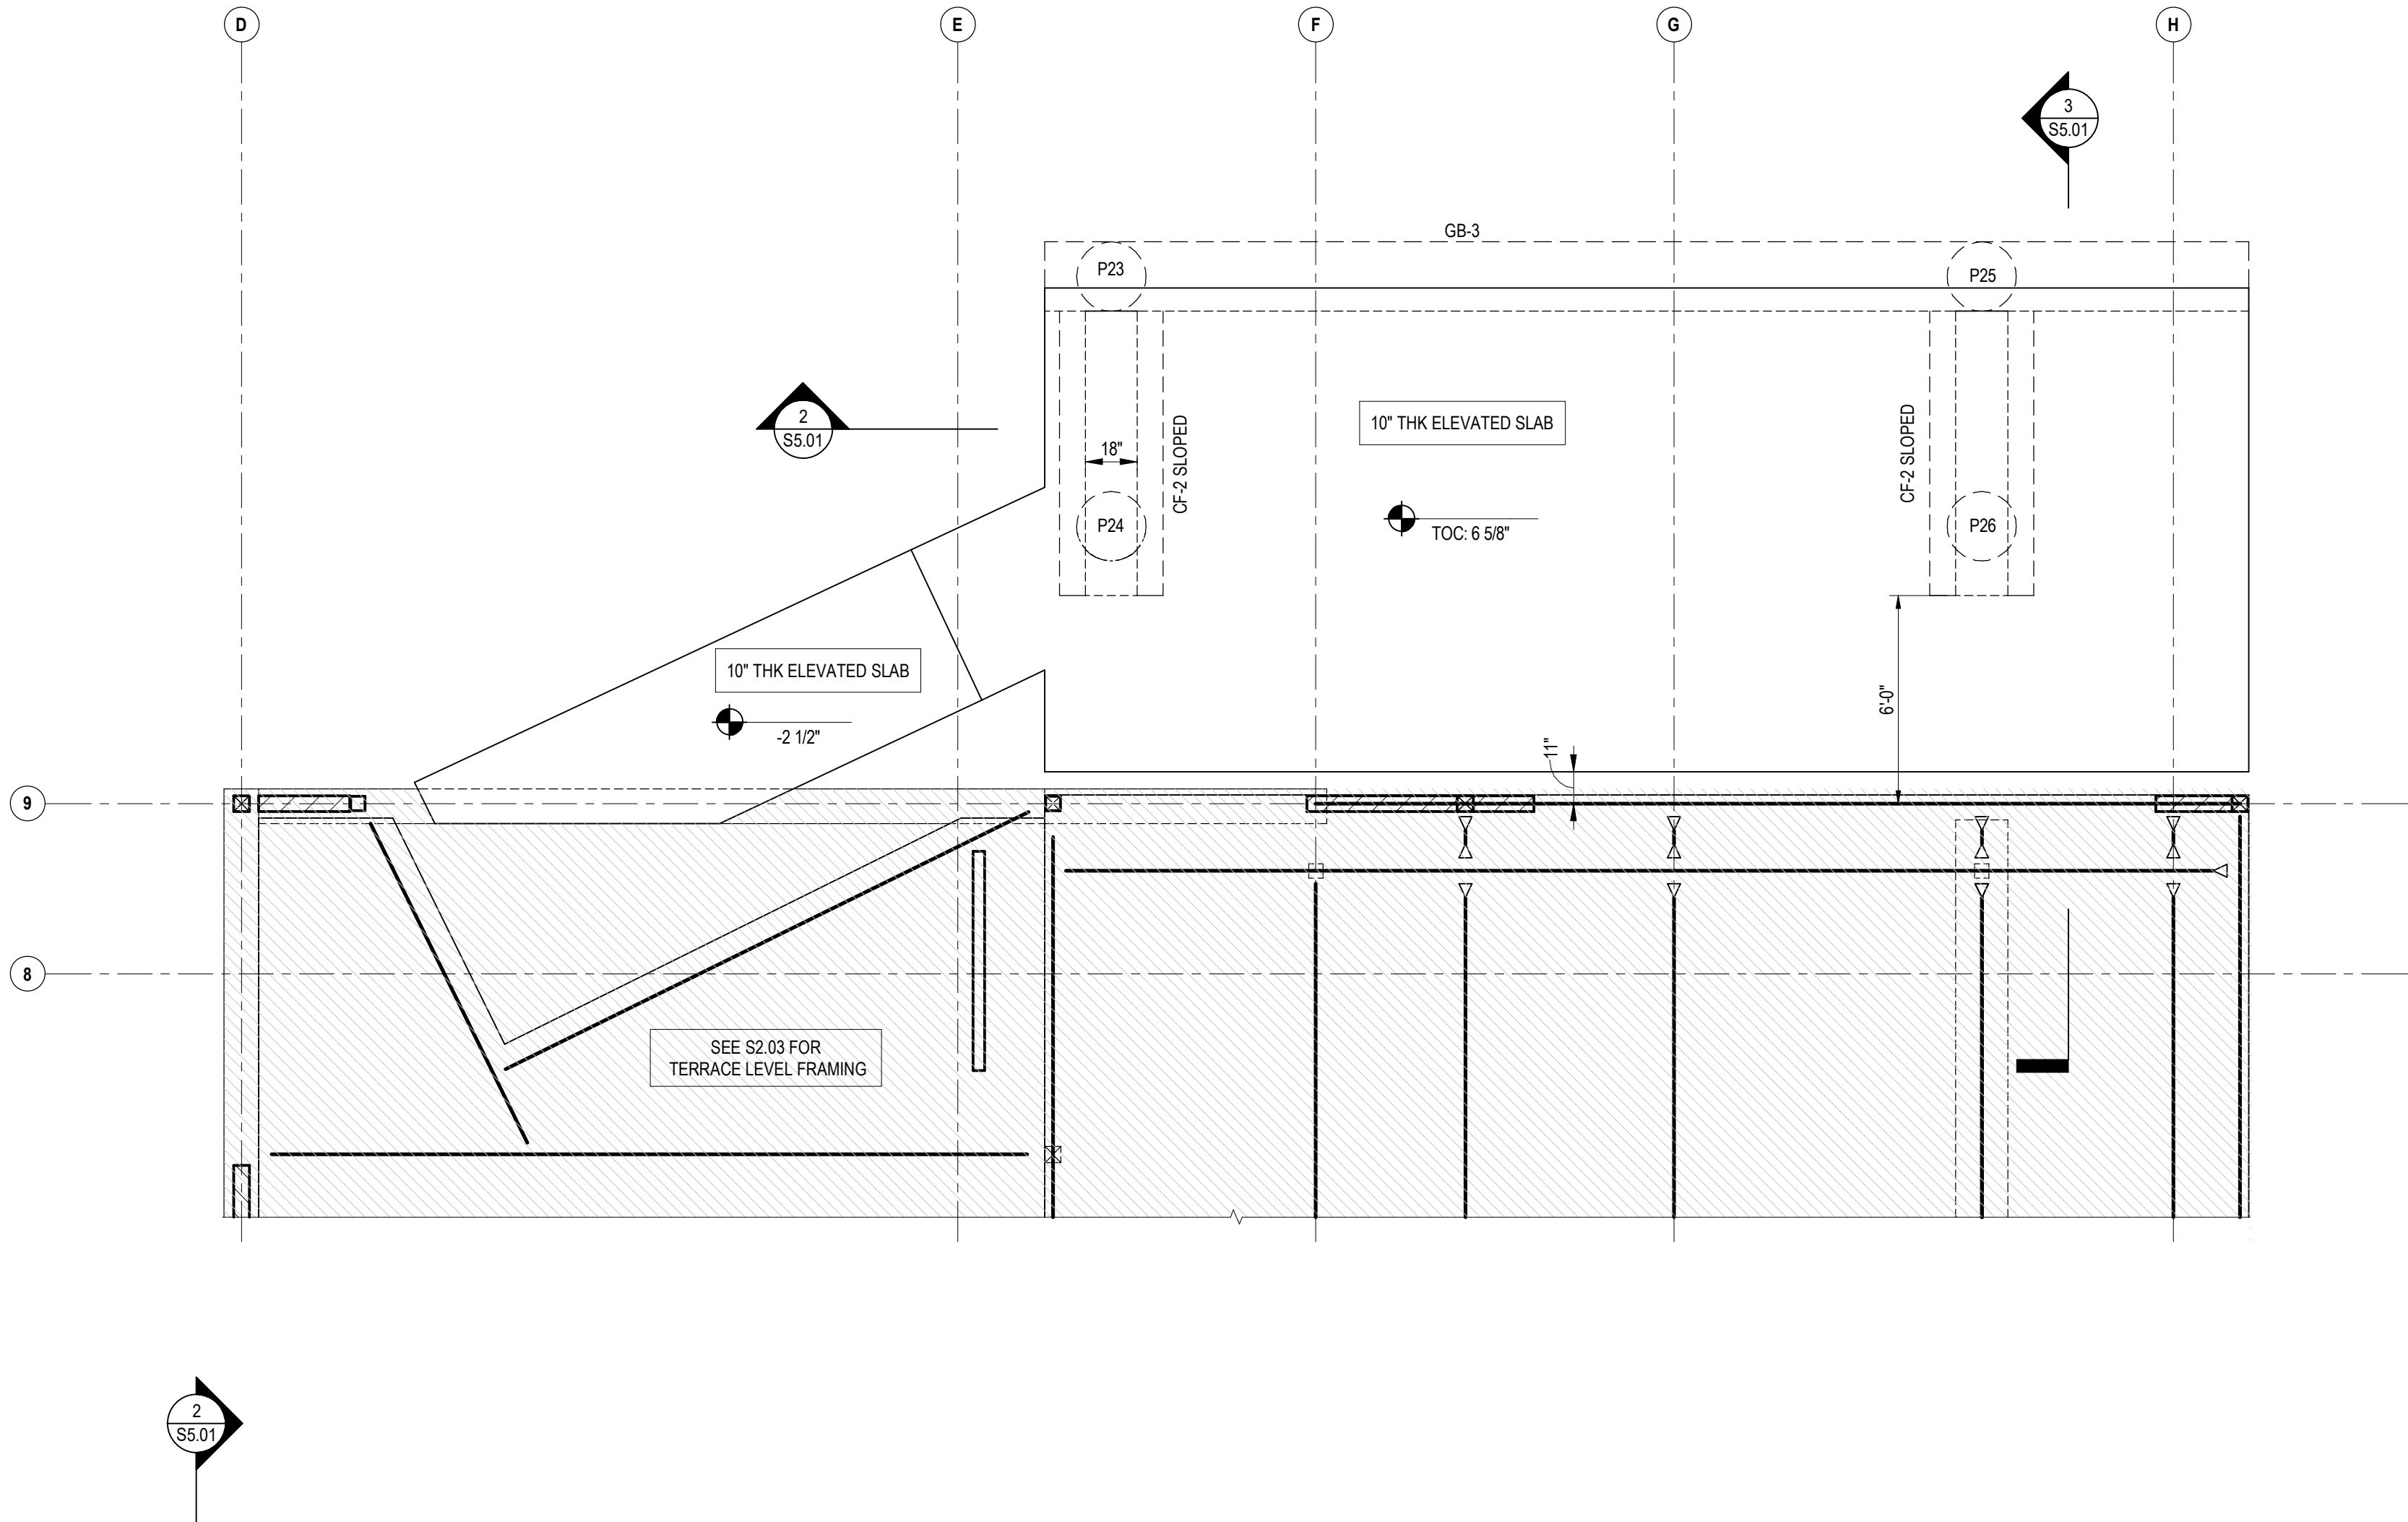 D
E
F
G
H
3
S5.01
GB-3
P23
P25
2
S5.01
10" THK ELEVATED SLAB
18"
CF-2 SLOPED
CF-2 SLOPED
P24
P26
TOC: 6 5/8"
10" THK ELEVATED SLAB
-2 1/2"
6'-0"
11"
9
8
SEE S2.03 FOR
TERRACE LEVEL FRAMING
2
S5.01